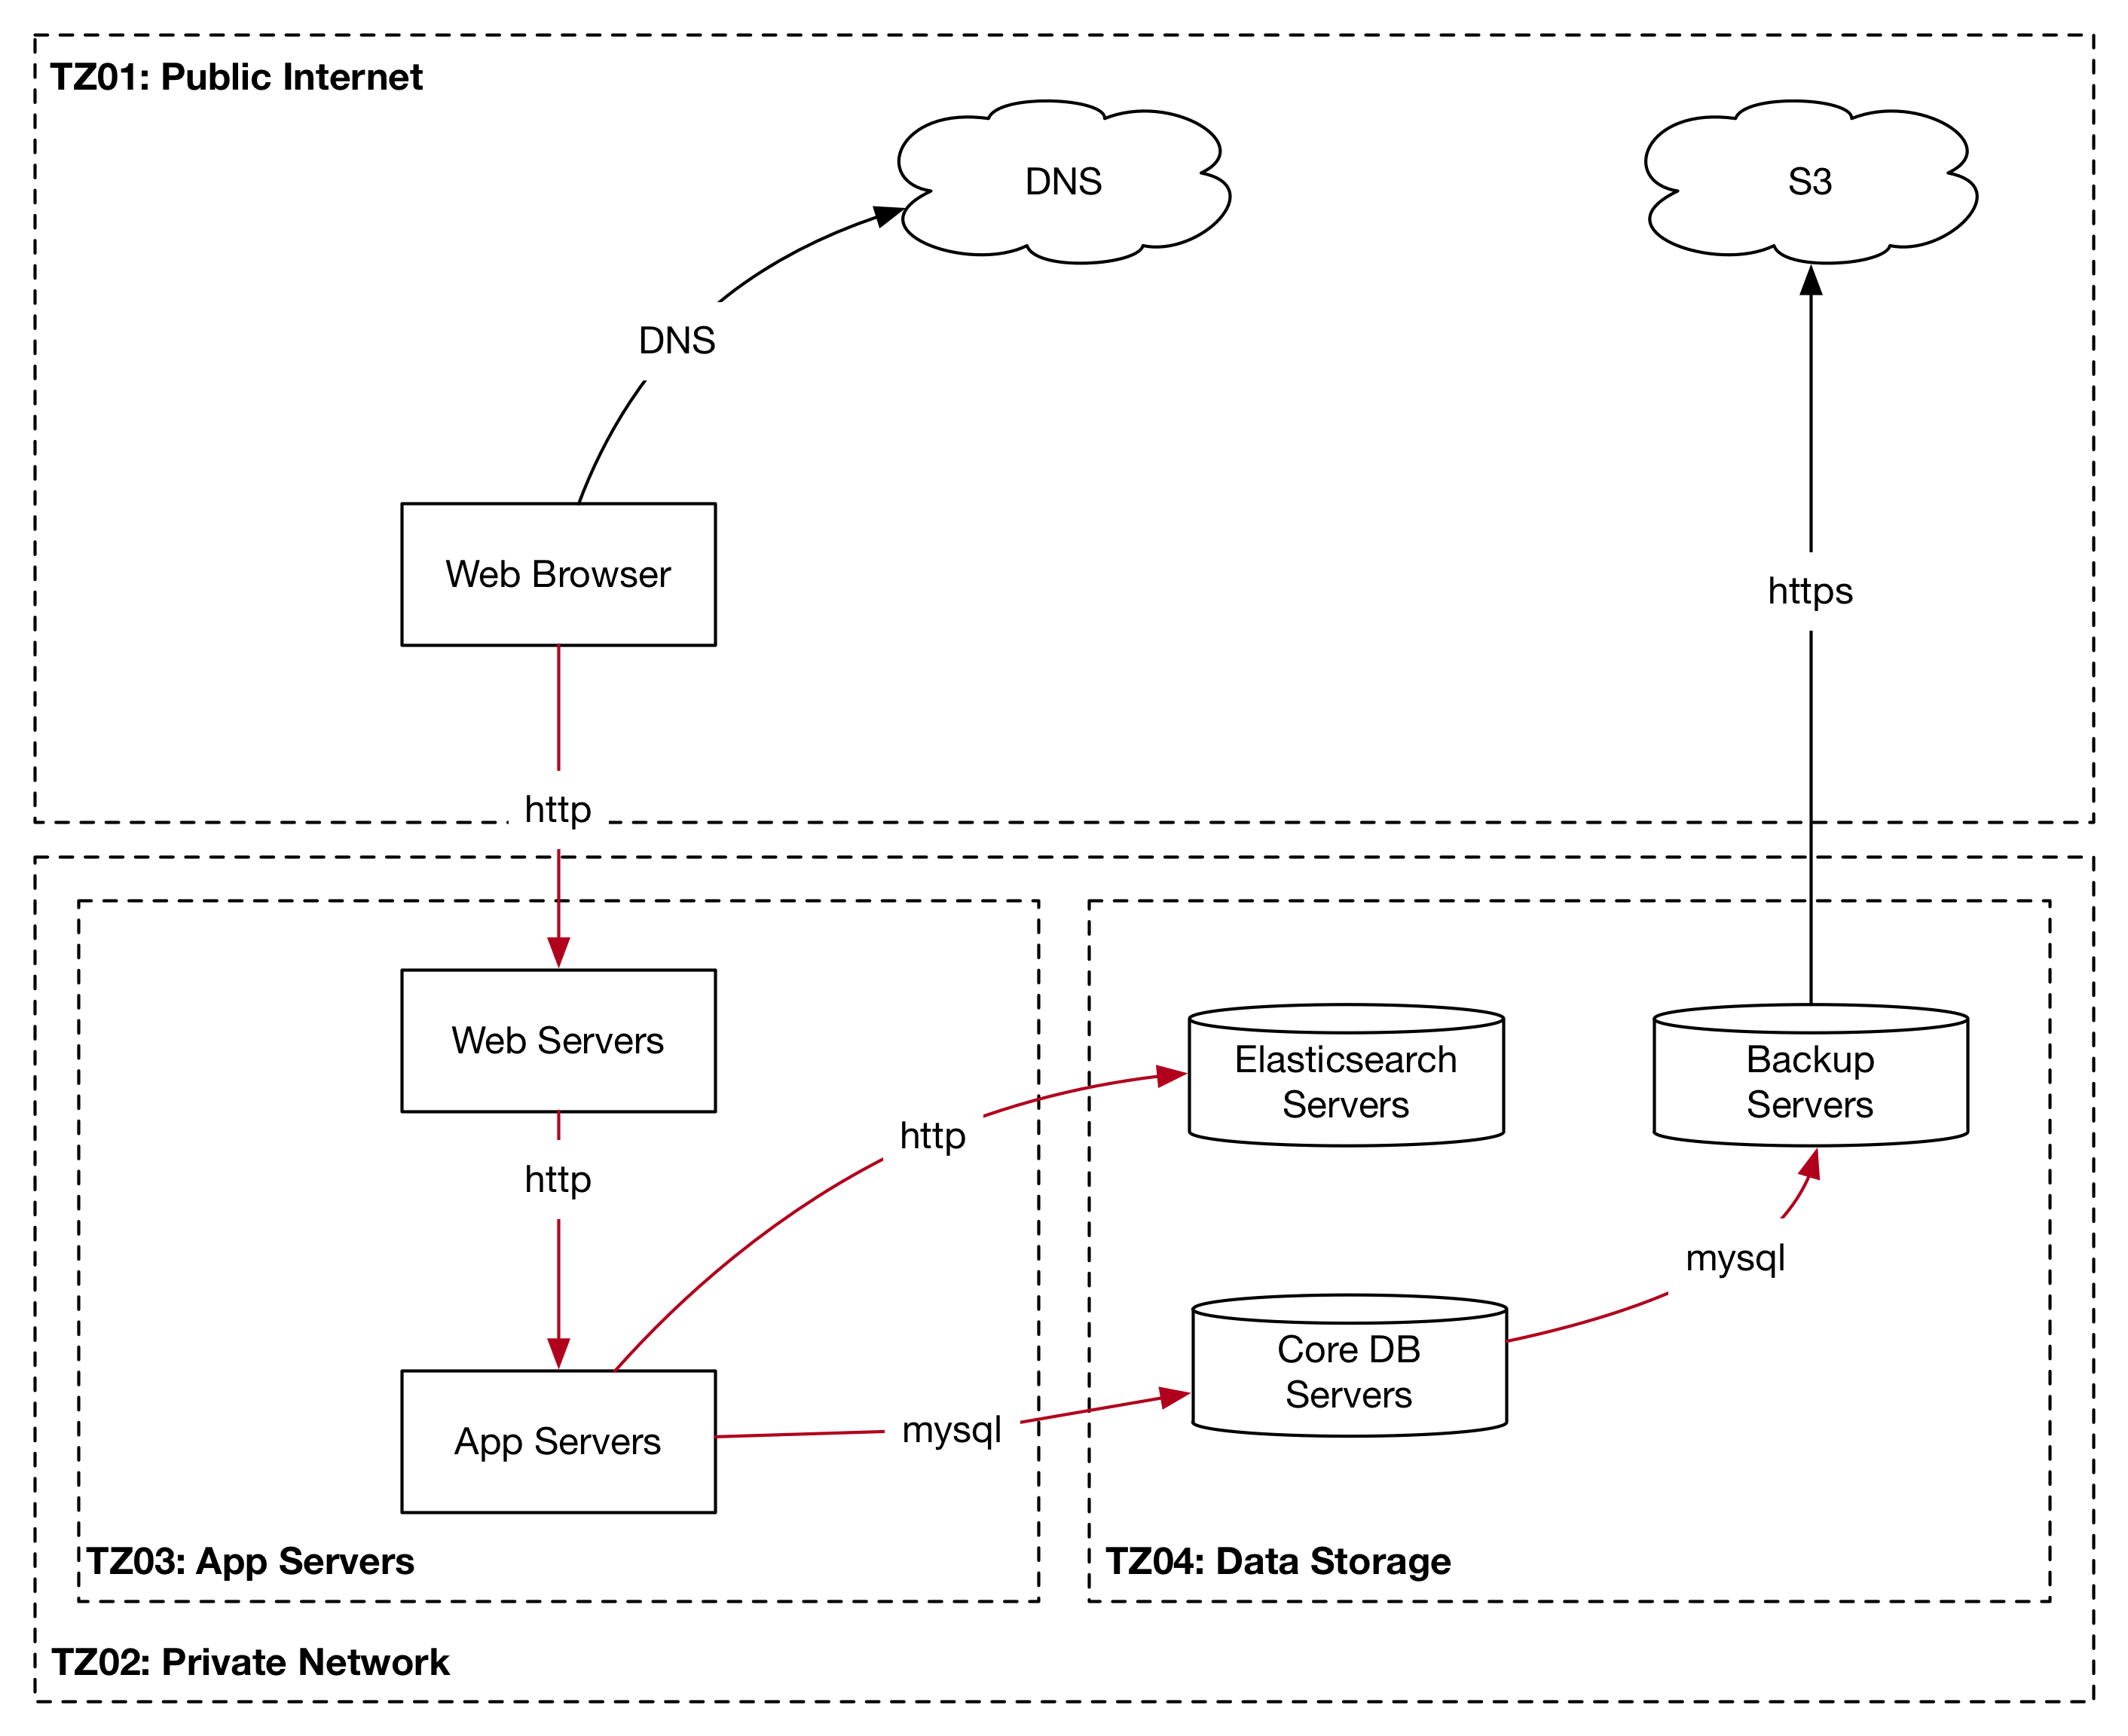 TZ01: Public Internet
DNS
S3
DNS
Web Browser
https
http
Web Servers
Elasticsearch
Servers
Backup
Servers
http
http
mysql
Core DB
Servers
App Servers
mysql
TZ03: App Servers
TZ04: Data Storage
TZ02: Private Network